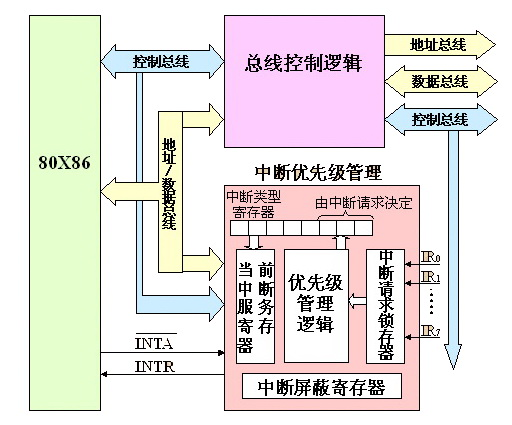 80X86
控制总线
总线控制逻辑
地址总线
数据总线
控制总线
地址/数据总线
中断优先级管理
中断类型
寄存器
由中断请求决定
当前
中断
服务
寄存
器
优先级
管理
逻辑
中断请求锁存器
IR0
IR1
......
IR7
INTA
INTR
中断屏蔽寄存器